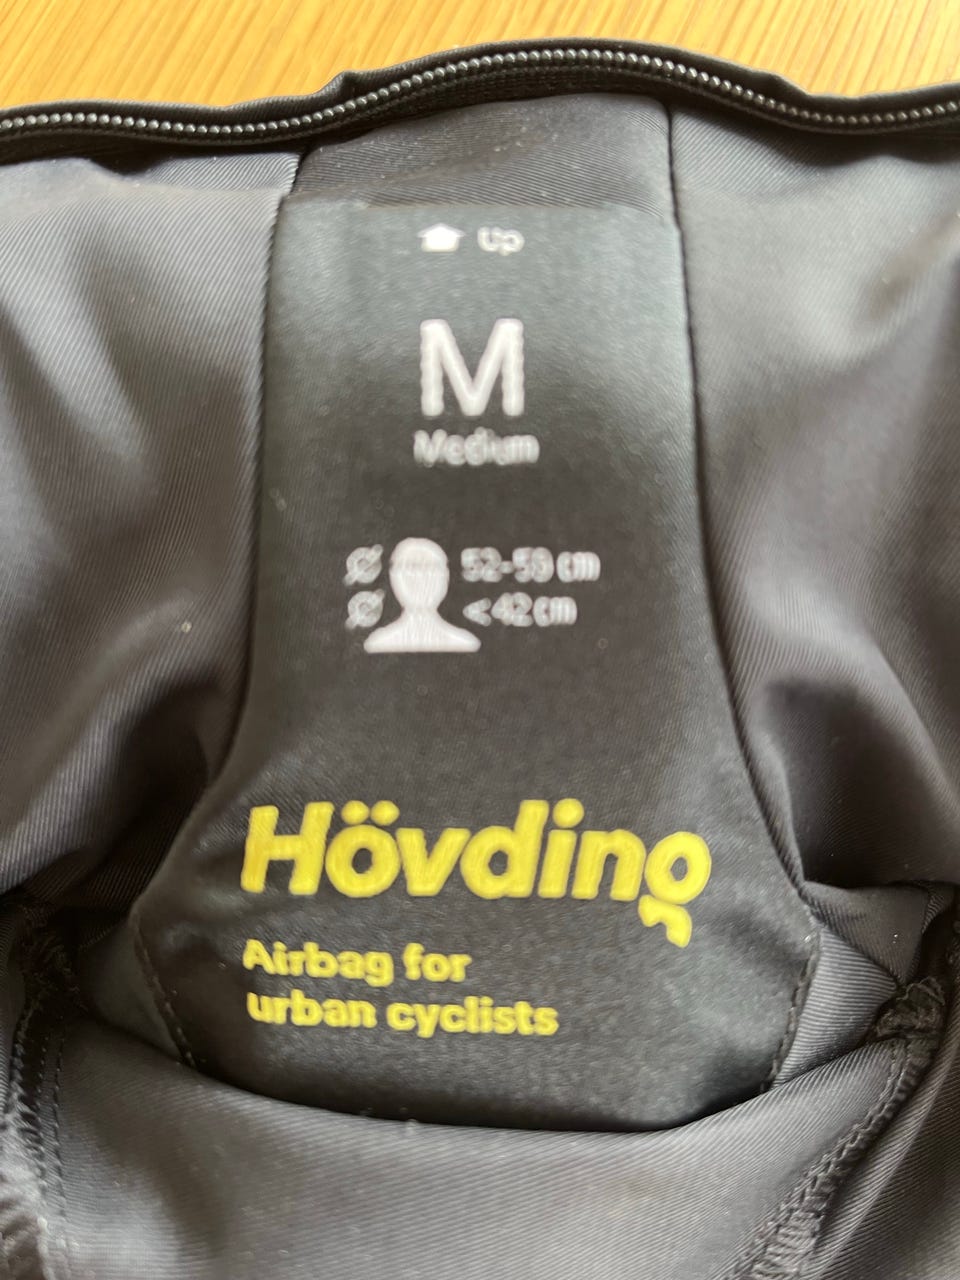 Up
M
Medium
Ø 52-59 cm
Ø <42 cm
Hövding
Airbag for
urban cyclists